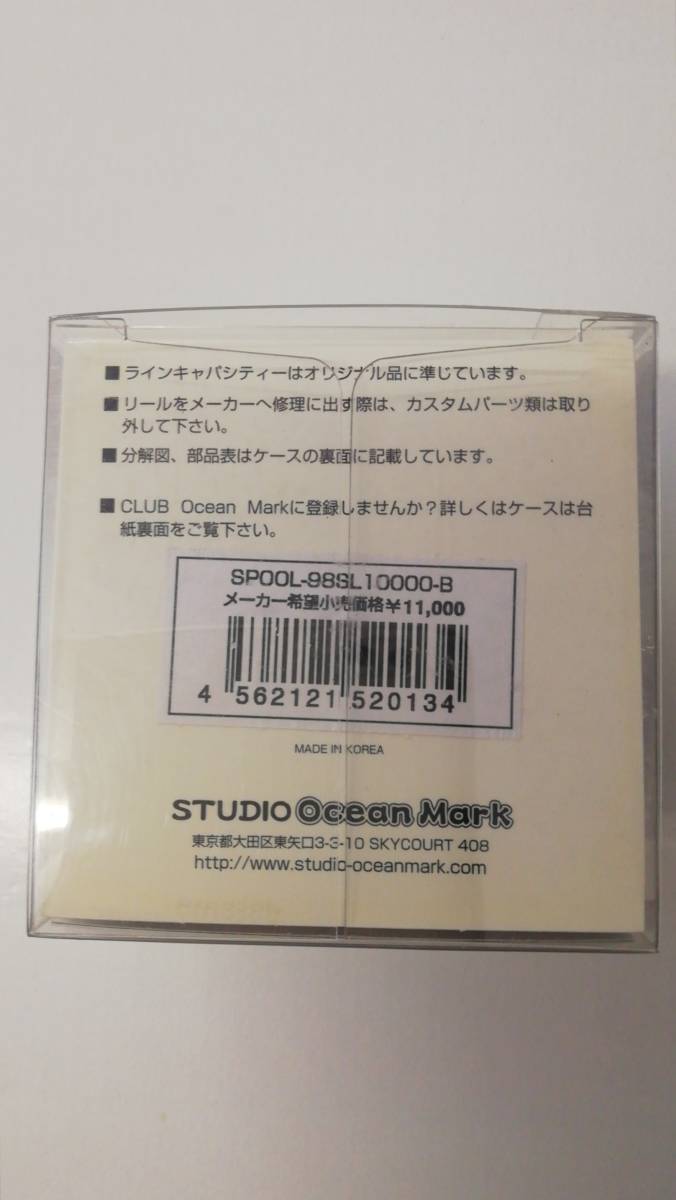 ■ラインキャパシティーはオリジナル品に準じています。
■リールをメーカーへ修理に出す際は、カスタムパーツ類は取り
外して下さい。
■分解図、部品表はケースの裏面に記載しています。
■CLUB Ocean Markに登録しませんか？詳しくはケースは台
紙裏面をご覧下さい。
SPOOL-98SL10000-B
メーカー希望小売価格¥11,000
4 562121 520134
MADE IN KOREA
STUDIO Ocean Mark
東京都大田区東矢口3-3-10 SKYCOURT 408
http://www.studio-oceanmark.com